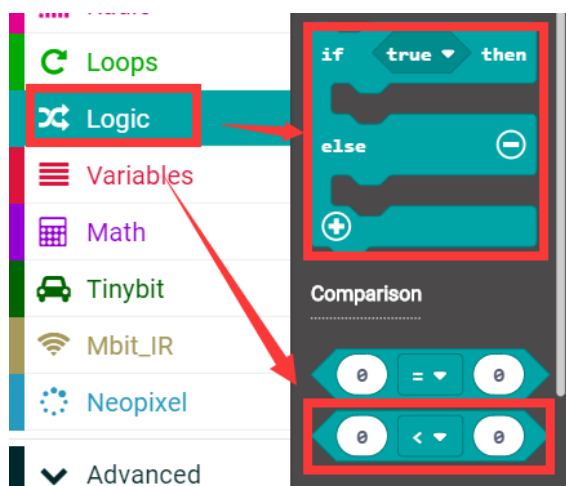 Loops
Logic
Variables
Math
Tinybit
Mbit_IR
Neopixel
Advanced
if true then
else
Comparison
0 = 0
0 < 0